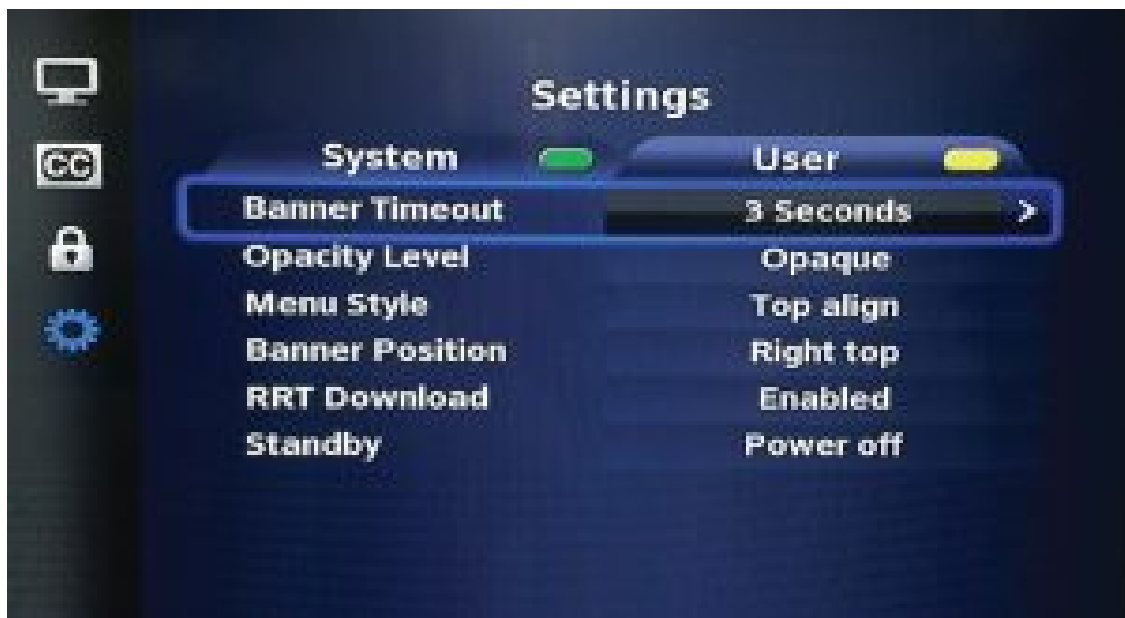 Settings
CC
System User
Banner Timeout 3 Seconds >
Opacity Level Opaque
Menu Style Top align
Banner Position Right top
RRT Download Enabled
Standby Power off